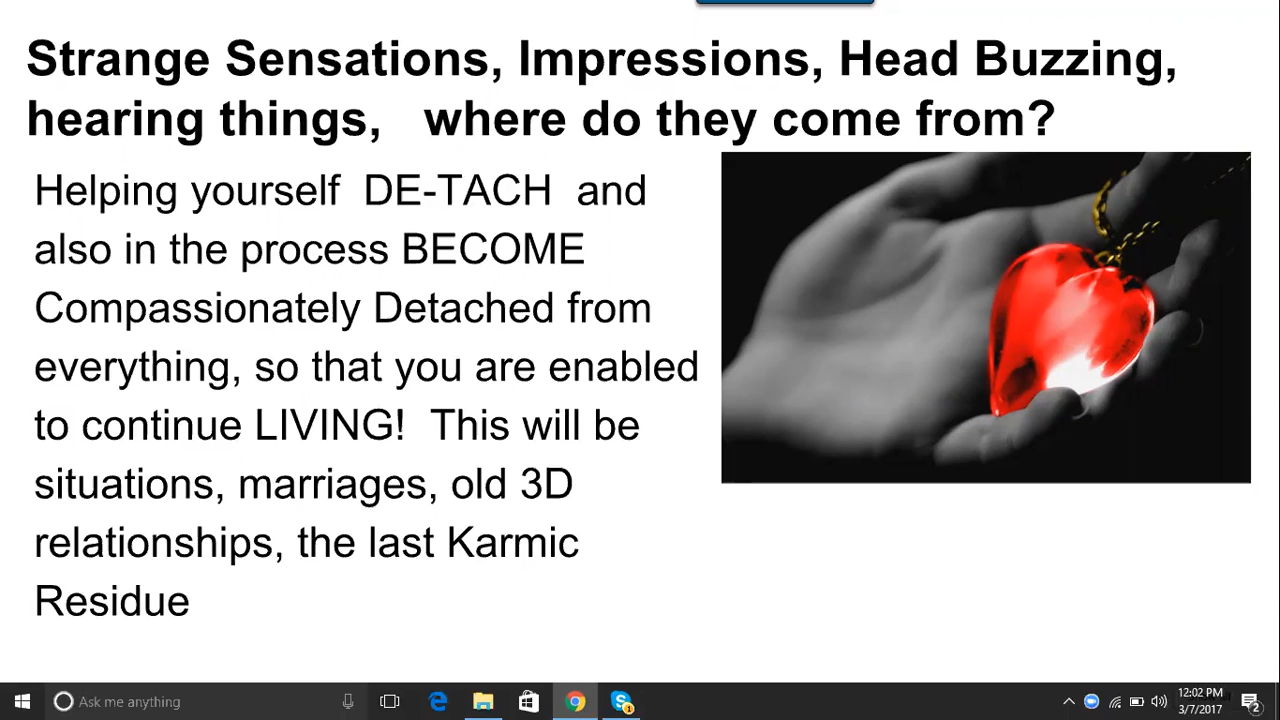 Strange Sensations, Impressions, Head Buzzing,
hearing things, where do they come from?
Helping yourself DE-TACH and
also in the process BECOME
Compassionately Detached from
everything, so that you are enabled
to continue LIVING! This will be
situations, marriages, old 3D
relationships, the last Karmic
Residue
Ask me anything
12:02 PM
3/7/2017
1
2